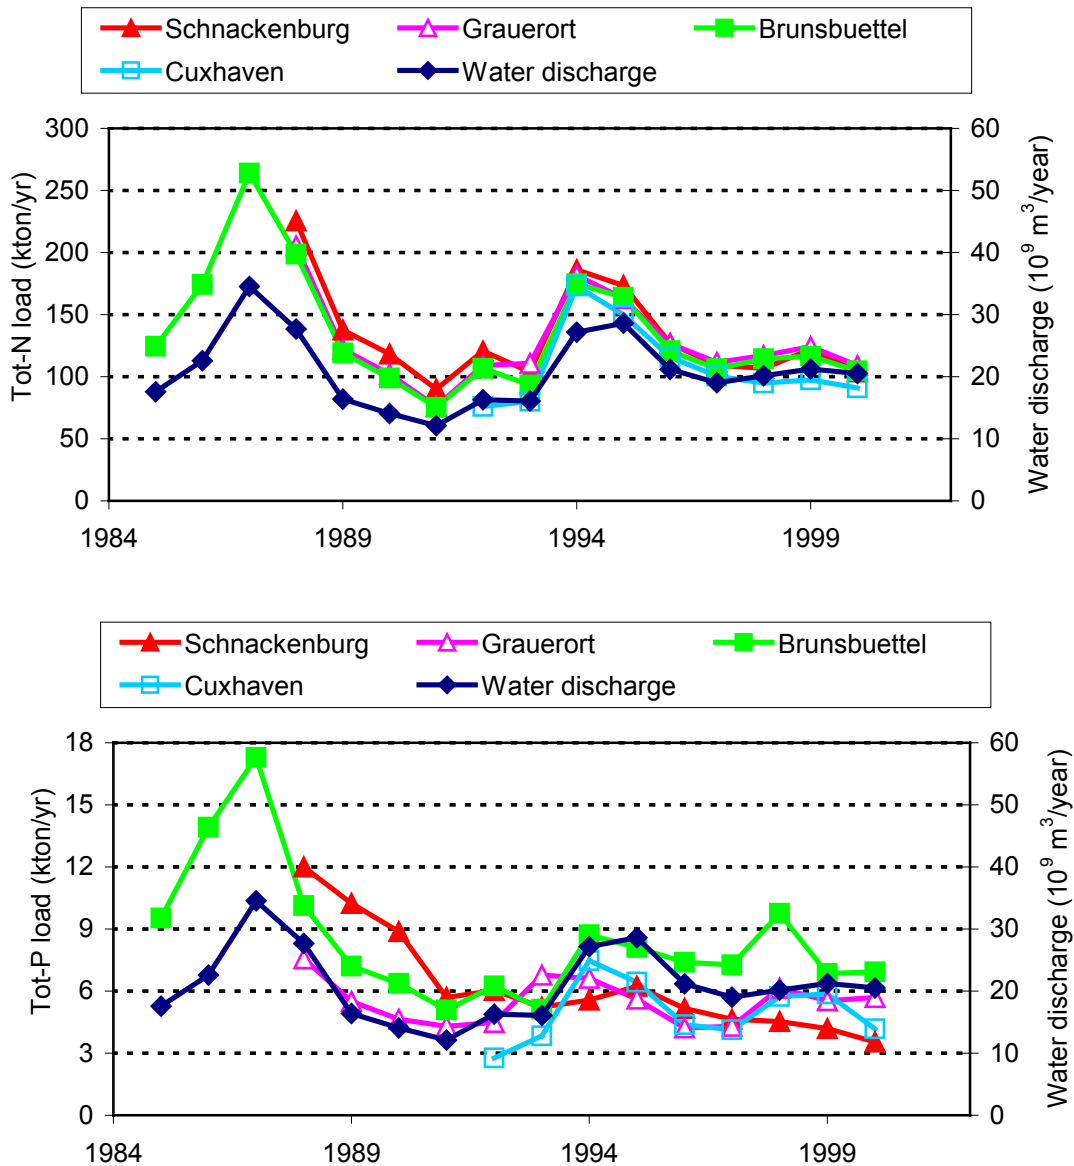 Schnackenburg Grauerort Brunsbuettel
Cuxhaven Water discharge
Tot-N load (kton/yr)
300
250
200
150
100
50
0
60
50
40
30
20
10
0
Water discharge (10⁹ m³/year)
1984 1989 1994 1999
Schnackenburg Grauerort Brunsbuettel
Cuxhaven Water discharge
Tot-P load (kton/yr)
18
15
12
9
6
3
0
60
50
40
30
20
10
0
Water discharge (10⁹ m³/year)
1984 1989 1994 1999